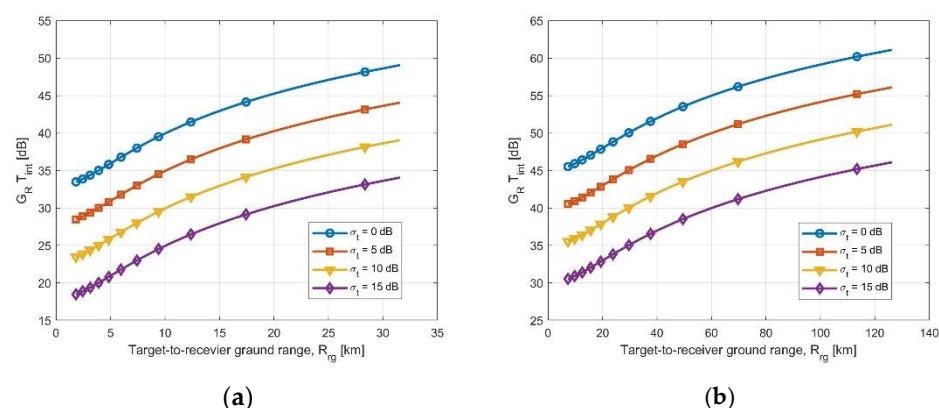 55
50
45
40
35
30
25
20
15
G_R T_int [dB]
σ_t = 0 dB
σ_t = 5 dB
σ_t = 10 dB
σ_t = 15 dB
0 5 10 15 20 25 30 35
Target-to-recevier graund range, R_rg [km]
(a)
65
60
55
50
45
40
35
30
25
G_R T_int [dB]
σ_t = 0 dB
σ_t = 5 dB
σ_t = 10 dB
σ_t = 15 dB
0 20 40 60 80 100 120 140
Target-to-receiver ground range, R_rg [km]
(b)